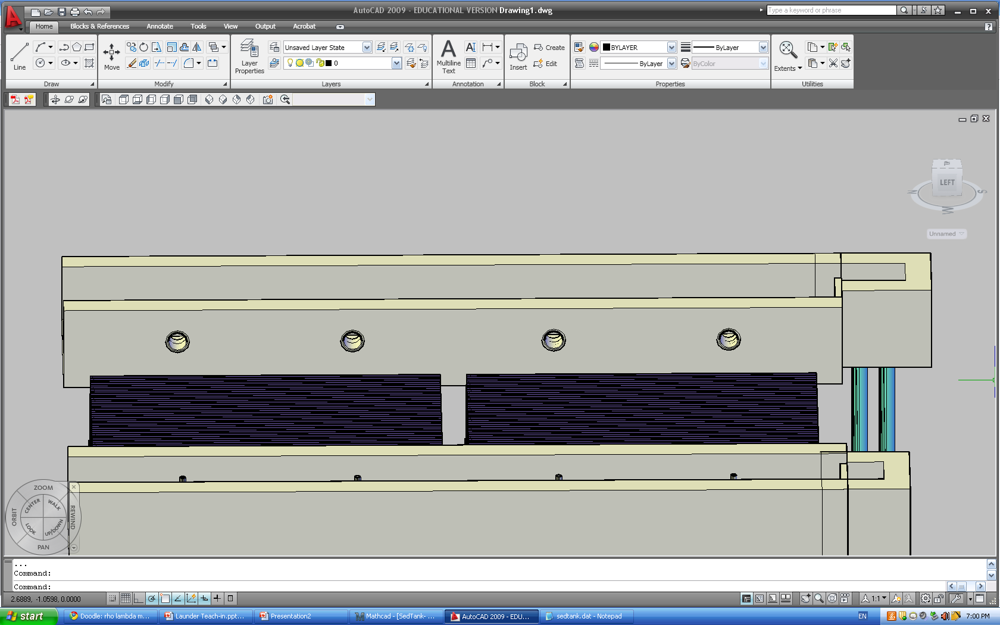 AutoCAD 2009 - EDUCATIONAL VERSION Drawing1.dwg
Type a keyword or phrase
Home Blocks & References Annotate Tools View Output Acrobat
Line
Move
Layer
Properties
Unsaved Layer State
0
A
Multiline
Text
Insert
Create
Edit
BYLAYER
ByLayer
ByLayer
ByColor
Extents
Draw Modify Layers Annotation Block Properties Utilities
LEFT
N
S
W
Unnamed
ZOOM
CENTER
WALK
ORBIT
REWIND
LOOK
UP/DOWN
PAN
...
Command:
Command:
2.6889, -1.0598, 0.0000
1:1
start
Doodle: rho lambda m...
Launder Teach-in.ppt...
Presentation2
Mathcad - [SedTank- ...
AutoCAD 2009 - EDU...
sedtank.dat - Notepad
EN
7:00 PM